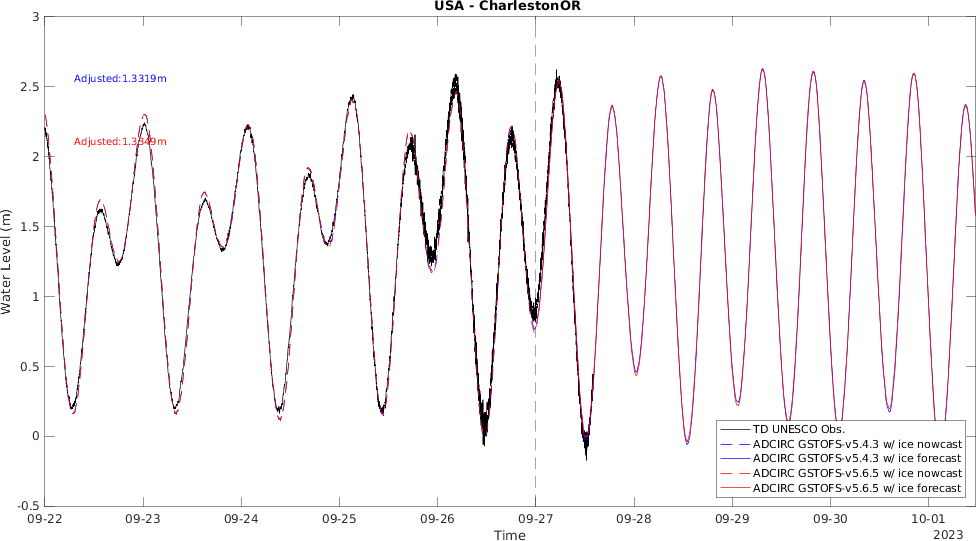 USA - CharlestonOR
3
2.5
2
1.5
1
0.5
0
-0.5
Water Level (m)
Adjusted:1.3319m
Adjusted:1.3349m
TD UNESCO Obs.
ADCIRC GSTOFS-v5.4.3 w/ ice nowcast
ADCIRC GSTOFS-v5.4.3 w/ ice forecast
ADCIRC GSTOFS-v5.6.5 w/ ice nowcast
ADCIRC GSTOFS-v5.6.5 w/ ice forecast
09-22 09-23 09-24 09-25 09-26 09-27 09-28 09-29 09-30 10-01
Time
2023